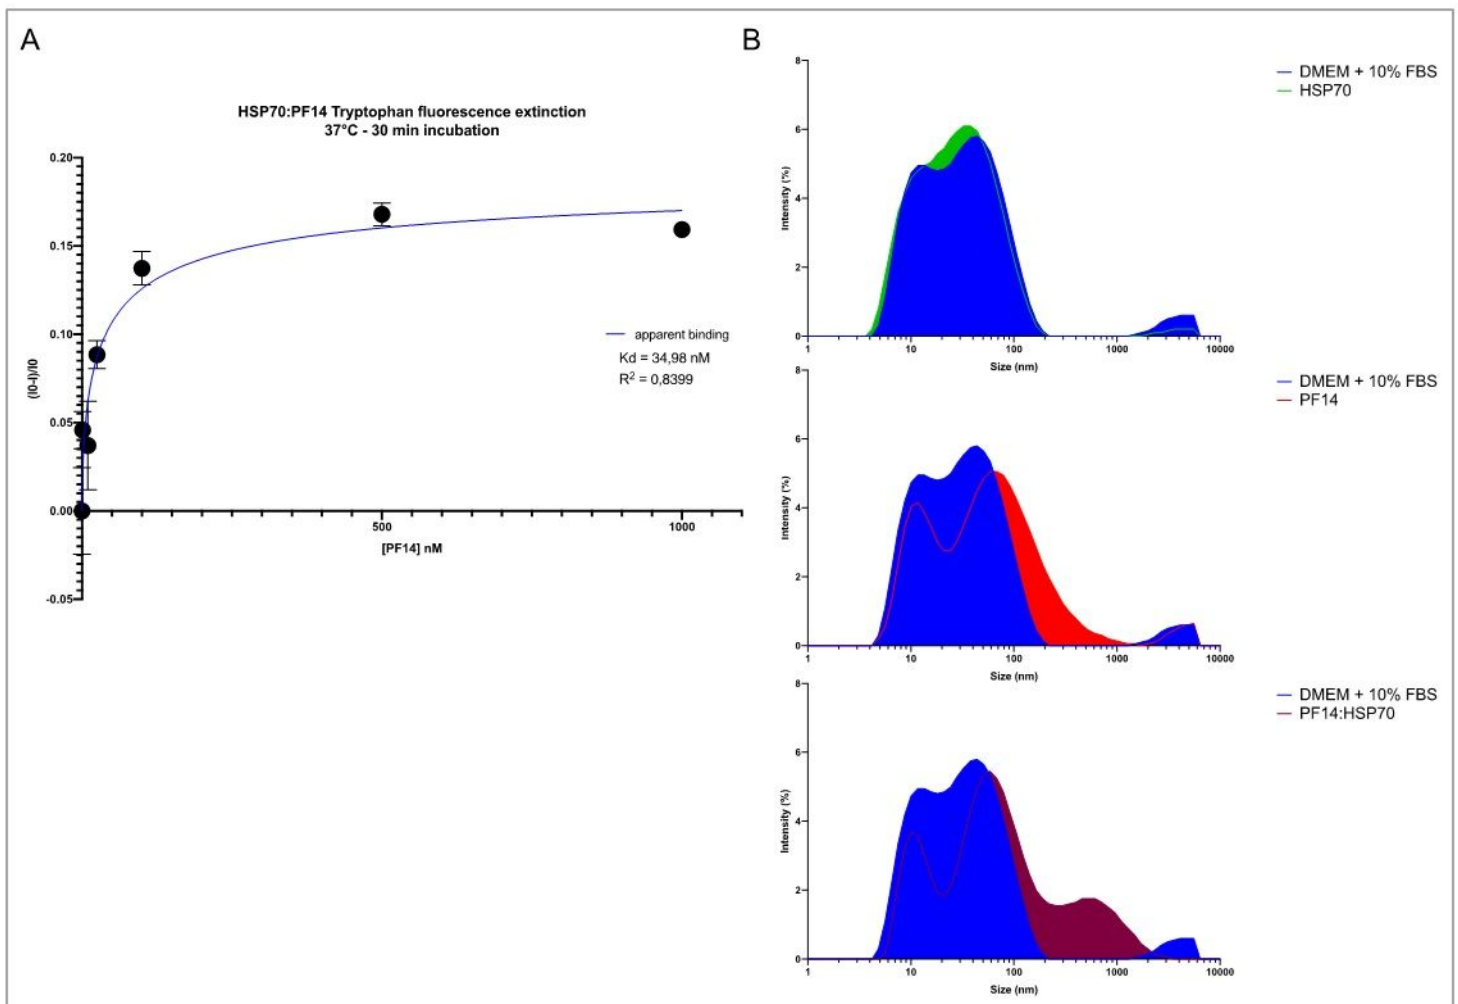 A
HSP70:PF14 Tryptophan fluorescence extinction
37°C - 30 min incubation
0.20
0.15
0.10
0.05
0.00
-0.05
(I0-I)/I0
500
1000
[PF14] nM
apparent binding
Kd = 34,98 nM
R² = 0,8399
B
8
6
4
2
0
Intensity (%)
1
10
100
1000
10000
Size (nm)
DMEM + 10% FBS
HSP70
8
6
4
2
0
Intensity (%)
1
10
100
1000
10000
Size (nm)
DMEM + 10% FBS
PF14
8
6
4
2
0
Intensity (%)
1
10
100
1000
10000
Size (nm)
DMEM + 10% FBS
PF14:HSP70